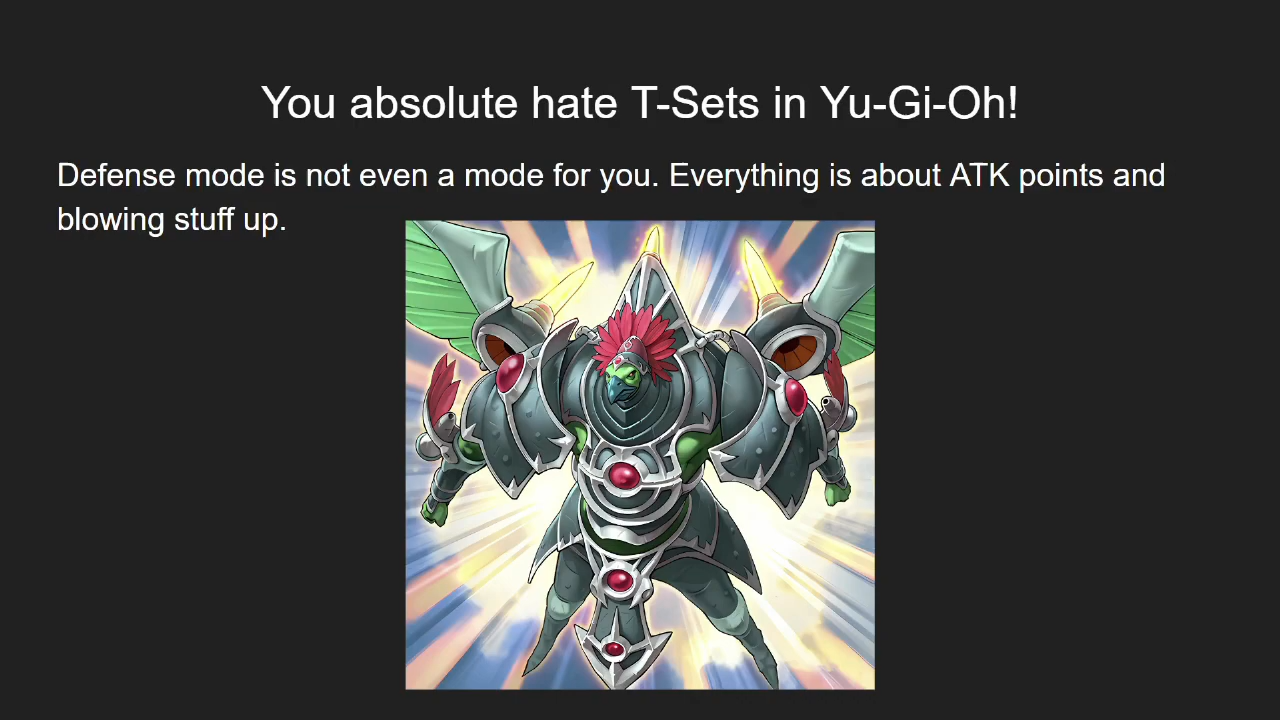 You absolute hate T-Sets in Yu-Gi-Oh!
Defense mode is not even a mode for you. Everything is about ATK points and
blowing stuff up.